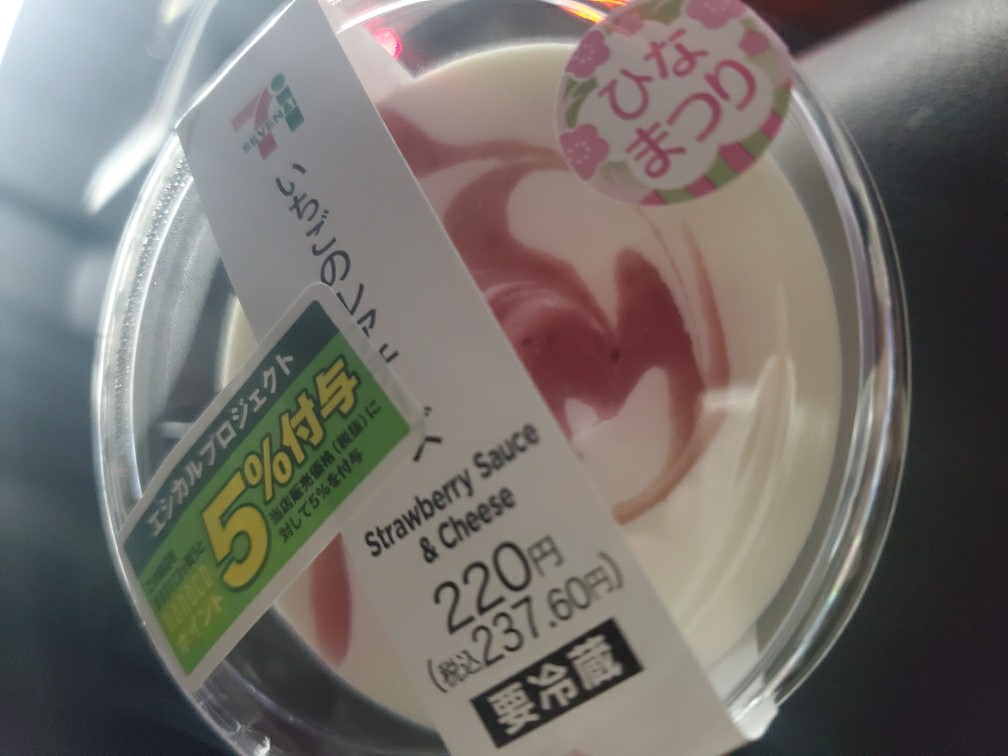 SEVEN&i
いちごのレアチ
ひな
まつり
エシカルプロジェクト
5%付与
当店販売価格(税抜)に
対して5%を付与
ポイント
Strawberry Sauce
& Cheese
220円
(税込237.60円)
要冷蔵